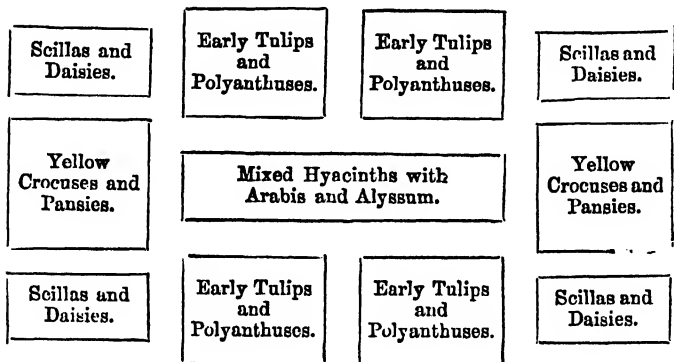 Scillas and
Daisies.
Early Tulips
and
Polyanthuses.
Early Tulips
and
Polyanthuses.
Scillas and
Daisies.
Yellow
Crocuses and
Pansies.
Mixed Hyacinths with
Arabis and Alyssum.
Yellow
Crocuses and
Pansies.
Scillas and
Daisies.
Early Tulips
and
Polyanthuses.
Early Tulips
and
Polyanthuses.
Scillas and
Daisies.